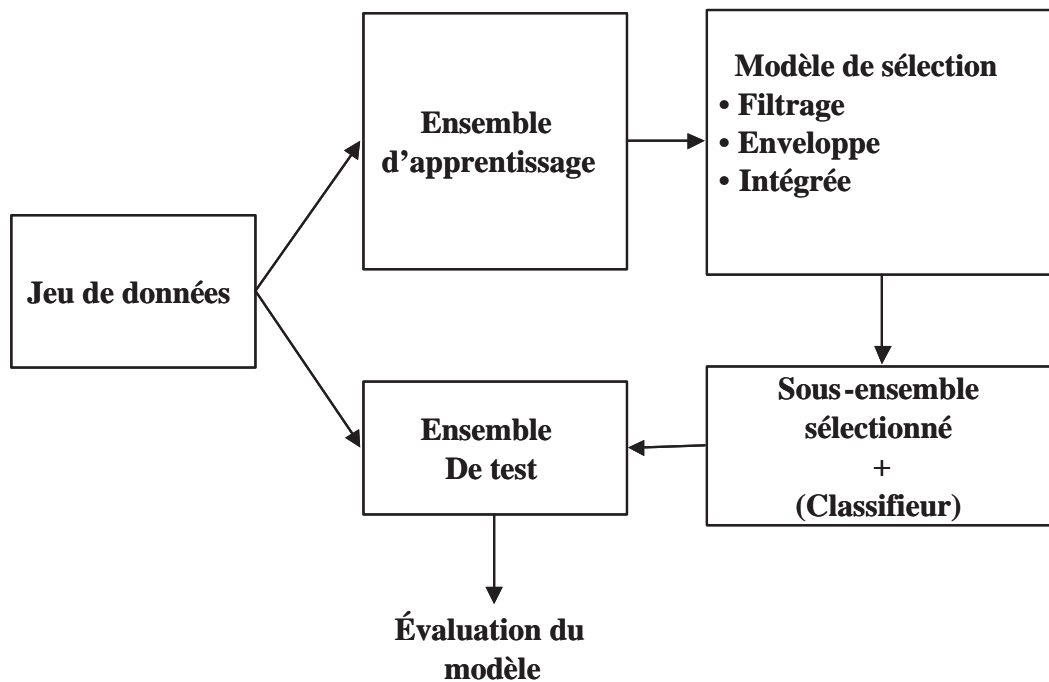 Jeu de données
Ensemble
d’apprentissage
Modèle de sélection
• Filtrage
• Enveloppe
• Intégrée
Sous-ensemble
sélectionné
+
(Classifieur)
Ensemble
De test
Évaluation du
modèle